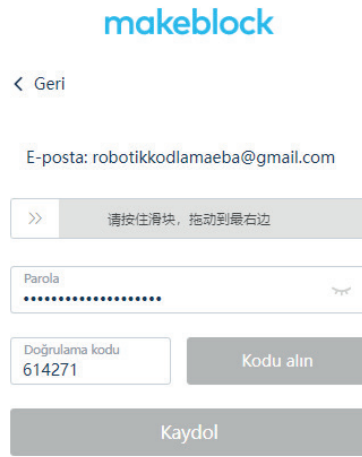 makeblock
Geri
E-posta: robotikkodlamaeba@gmail.com
请按住滑块，拖动到最右边
Parola
••••••••••••••••••••
Doğrulama kodu
614271
Kodu alın
Kaydol